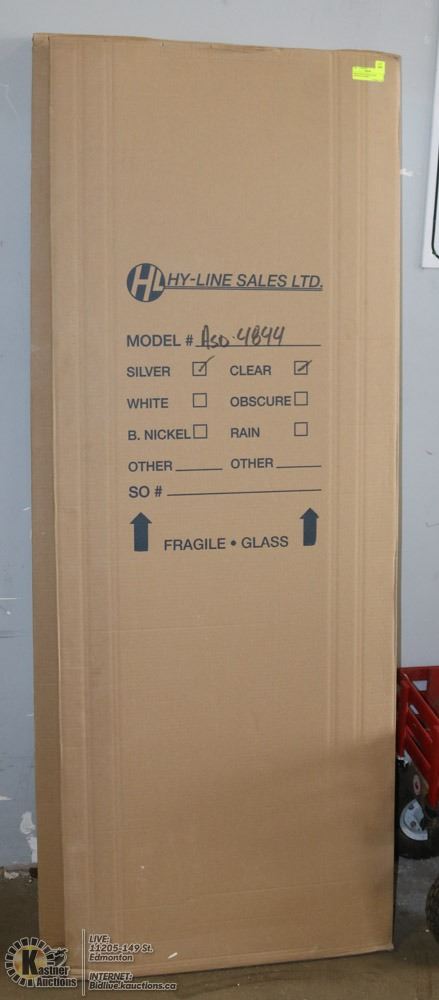 HL HY-LINE SALES LTD.
MODEL # ASD-4844
SILVER CLEAR
WHITE OBSCURE
B. NICKEL RAIN
OTHER OTHER
SO #
FRAGILE • GLASS
Kastner Auctions
LIVE:
11205-149 St.
Edmonton
INTERNET:
Bidlive.kauctions.ca